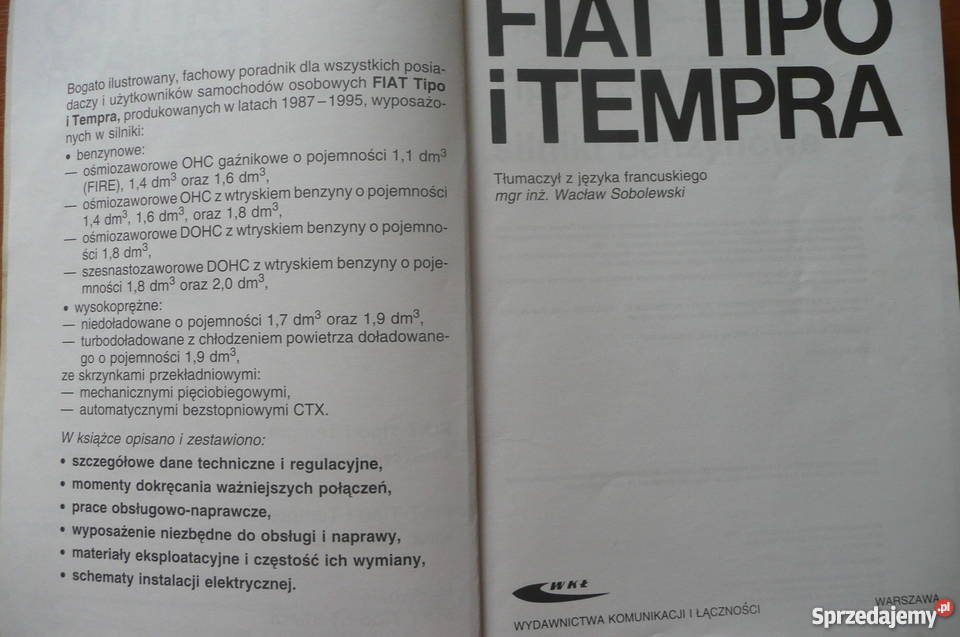 Bogato ilustrowany, fachowy poradnik dla wszystkich posia-
daczy i użytkowników samochodów osobowych FIAT Tipo
i Tempra, produkowanych w latach 1987–1995, wyposażo-
nych w silniki:
• benzynowe:
— ośmiozaworowe OHC gaźnikowe o pojemności 1,1 dm³
(FIRE), 1,4 dm³ oraz 1,6 dm³,
— ośmiozaworowe OHC z wtryskiem benzyny o pojemności
1,4 dm³, 1,6 dm³, oraz 1,8 dm³,
— ośmiozaworowe DOHC z wtryskiem benzyny o pojemno-
ści 1,8 dm³,
— szesnastozaworowe DOHC z wtryskiem benzyny o poje-
mności 1,8 dm³ oraz 2,0 dm³,
• wysokoprężne:
— niedoładowane o pojemności 1,7 dm³ oraz 1,9 dm³,
— turbodoładowane z chłodzeniem powietrza doładowane-
go o pojemności 1,9 dm³,
ze skrzynkami przekładniowymi:
— mechanicznymi pięciobiegowymi,
— automatycznymi bezstopniowymi CTX.
W książce opisano i zestawiono:
• szczegółowe dane techniczne i regulacyjne,
• momenty dokręcania ważniejszych połączeń,
• prace obsługowo-naprawcze,
• wyposażenie niezbędne do obsługi i naprawy,
• materiały eksploatacyjne i częstość ich wymiany,
• schematy instalacji elektrycznej.
FIAT TIPO
i TEMPRA
Tłumaczył z języka francuskiego
mgr inż. Wacław Sobolewski
WKŁ
WYDAWNICTWA KOMUNIKACJI I ŁĄCZNOŚCI
WARSZAWA
Sprzedajemy.pl